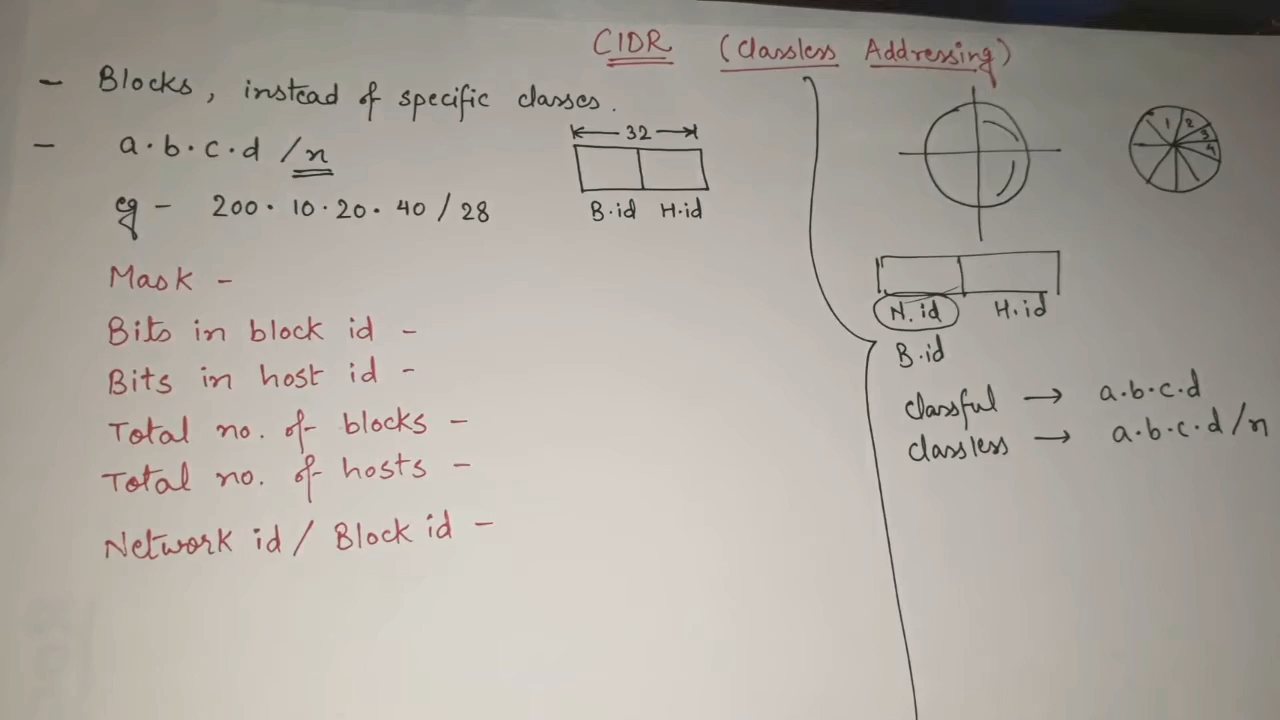 CIDR (Classless Addressing)
- Blocks, instead of specific classes.
- a.b.c.d /n
eg - 200.10.20.40/28
32
B.id H.id
Mask -
Bits in block id -
Bits in host id -
Total no. of blocks -
Total no. of hosts -
Network id / Block id -
1 2 3 4
N.id H.id
B.id
classful → a.b.c.d
classless → a.b.c.d/n